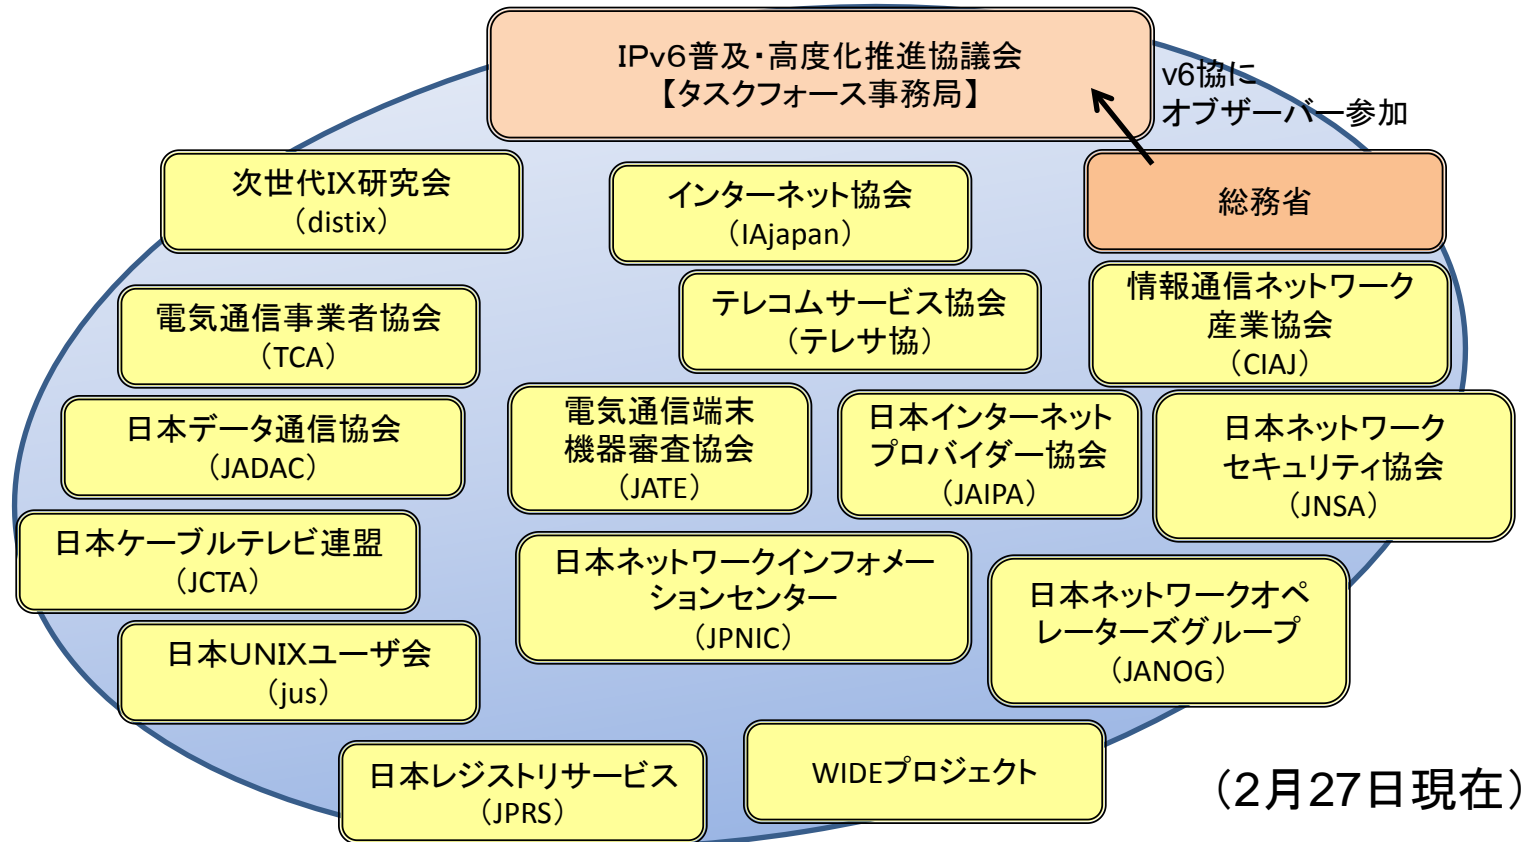 IPv6普及・高度化推進協議会
【タスクフォース事務局】
v6協に
オブザーバー参加
次世代IX研究会
（distix）
インターネット協会
（IAjapan）
総務省
電気通信事業者協会
（TCA）
テレコムサービス協会
（テレサ協）
情報通信ネットワーク
産業協会
（CIAJ）
日本データ通信協会
（JADAC）
電気通信端末
機器審査協会
（JATE）
日本インターネット
プロバイダー協会
（JAIPA）
日本ネットワーク
セキュリティ協会
（JNSA）
日本ケーブルテレビ連盟
（JCTA）
日本ネットワークインフォメー
ションセンター
（JPNIC）
日本ネットワークオペ
レーターズグループ
（JANOG）
日本UNIXユーザ会
（jus）
日本レジストリサービス
（JPRS）
WIDEプロジェクト
（2月27日現在）